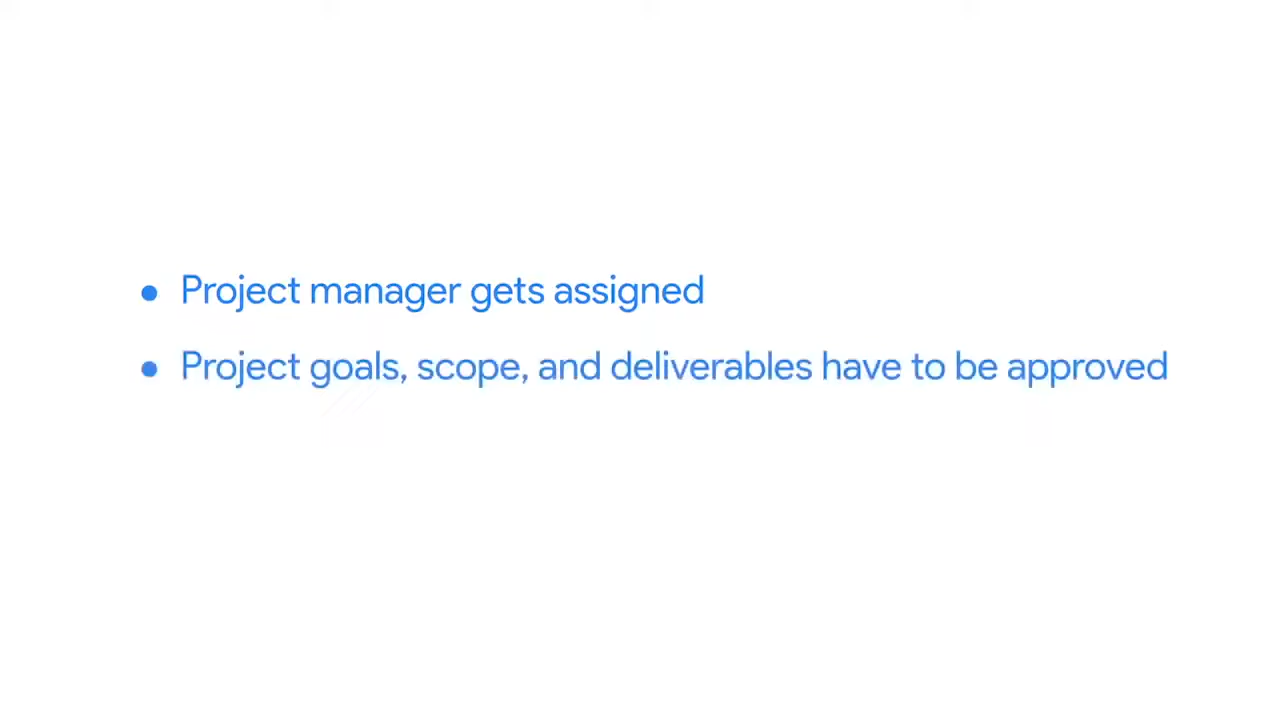 • Project manager gets assigned
• Project goals, scope, and deliverables have to be approved